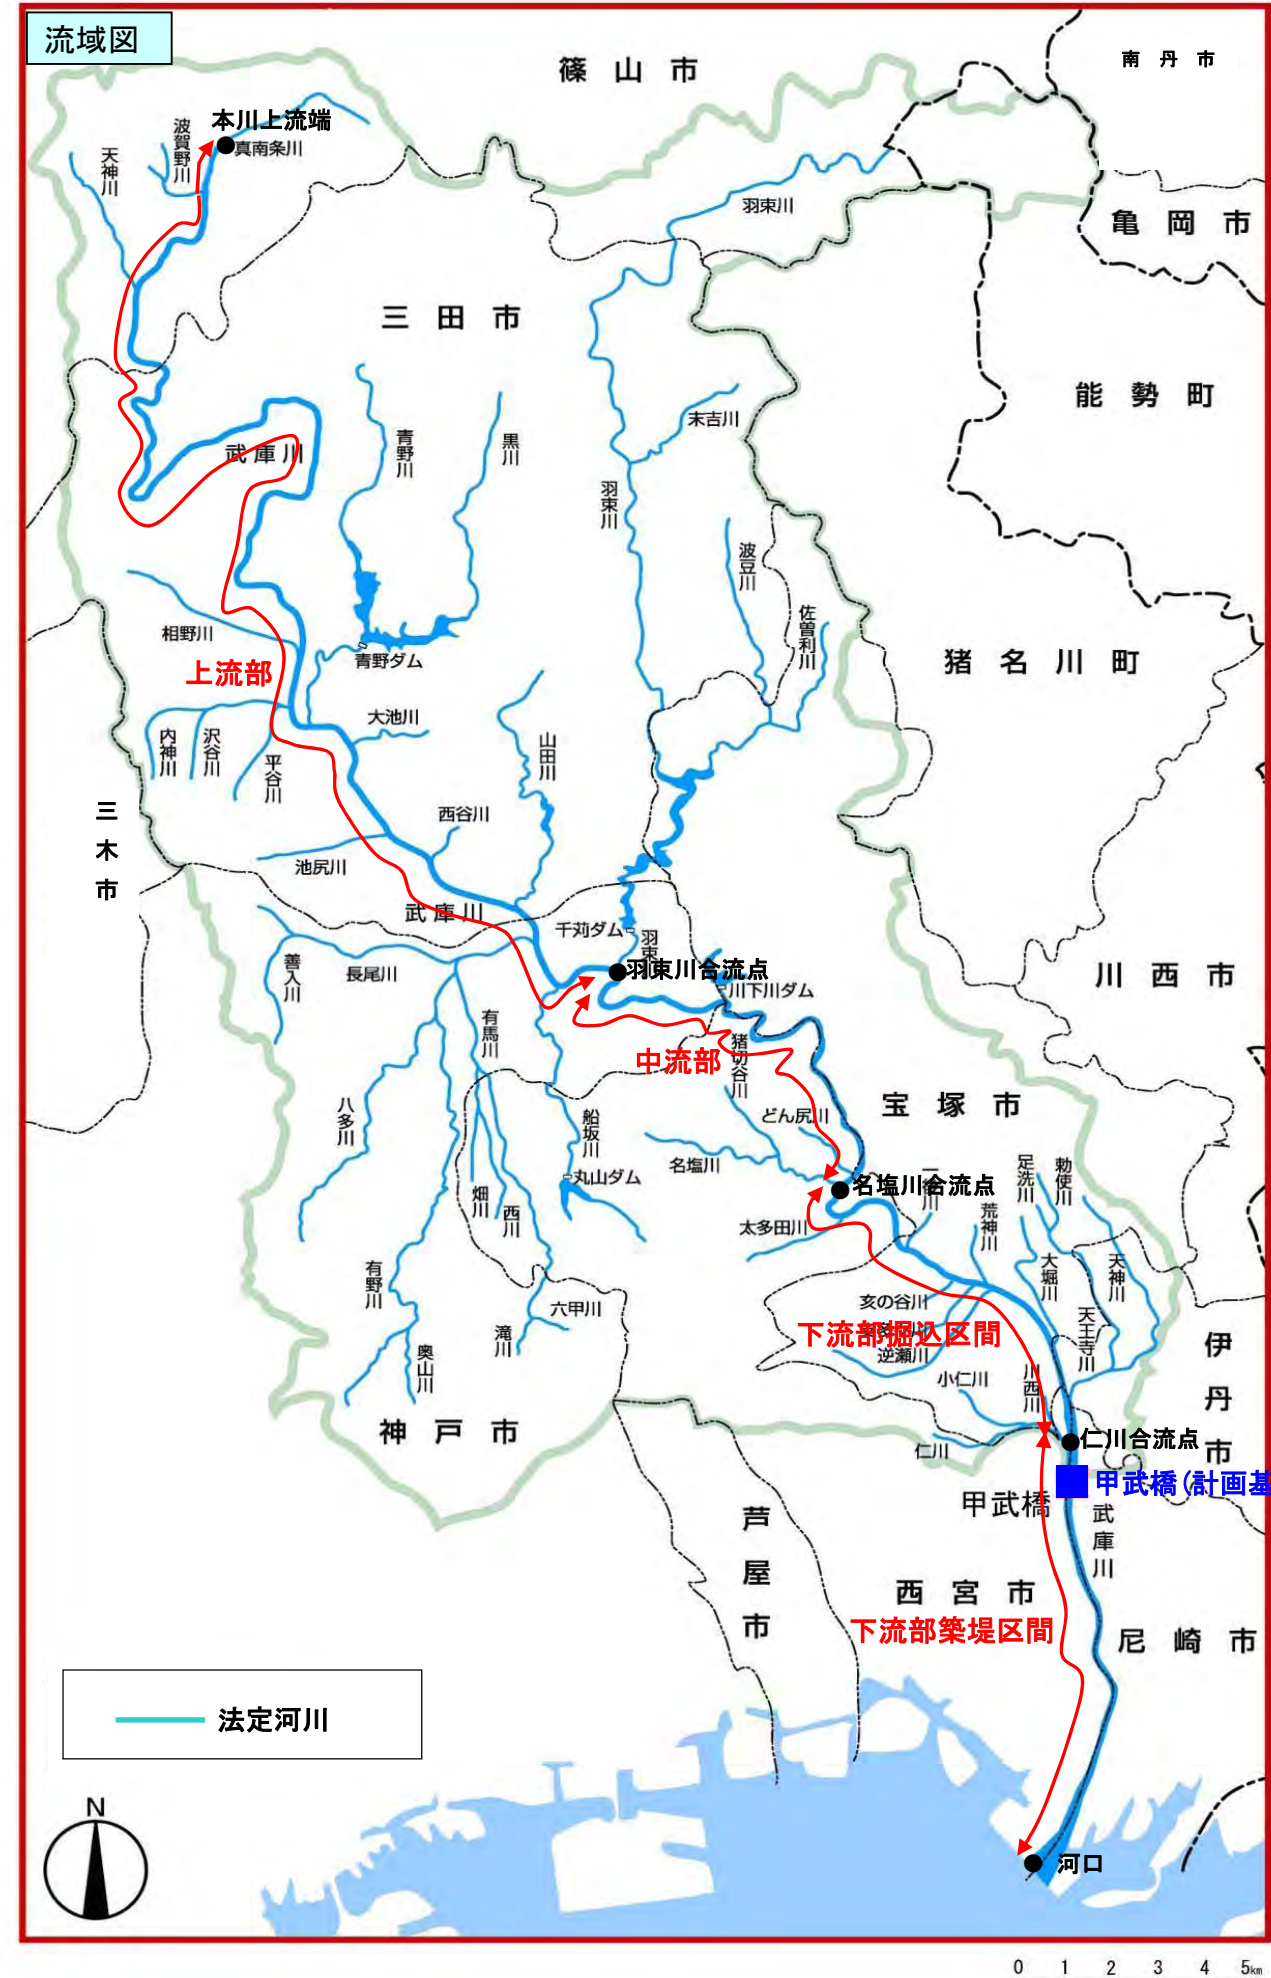 流域図
篠山市
南丹市
本川上流端
真南条川
波賀野川
天神川
羽束川
亀岡市
三田市
能勢町
末吉川
武庫川
青野川
黒川
羽束川
波豆川
佐曽利川
相野川
青野ダム
上流部
猪名川町
大池川
内神川
沢谷川
平谷川
山田川
三木市
西谷川
池尻川
武庫川
千苅ダム
羽束川合流点
川下川ダム
川西市
善入川
長尾川
有馬川
中流部
猪切谷川
宝塚市
どん尻川
八多川
船坂川
名塩川
丸山ダム
畑川
西川
名塩川合流点
足洗川
勅使川
荒神川
太多田川
大堀川
天神川
有野川
六甲川
滝川
亥の谷川
天王寺川
下流部掘込区間
逆瀬川
伊丹市
奥山川
小仁川
川西川
神戸市
仁川
仁川合流点
甲武橋(計画基
甲武橋
武庫川
芦屋市
西宮市
下流部築堤区間
尼崎市
法定河川
N
河口
0 1 2 3 4 5km